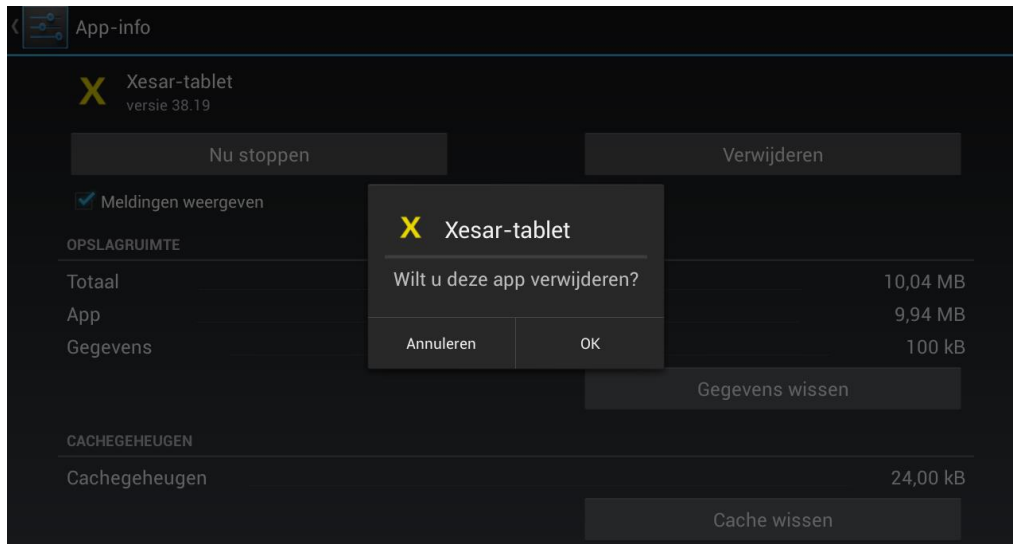 App-info
Xesar-tablet
versie 38.19
Nu stoppen
Verwijderen
Meldingen weergeven
X Xesar-tablet
Wilt u deze app verwijderen?
Annuleren
OK
OPSLAGRUIMTE
Totaal 10,04 MB
App 9,94 MB
Gegevens 100 kB
Gegevens wissen
CACHEGEHEUGEN
Cachegeheugen 24,00 kB
Cache wissen